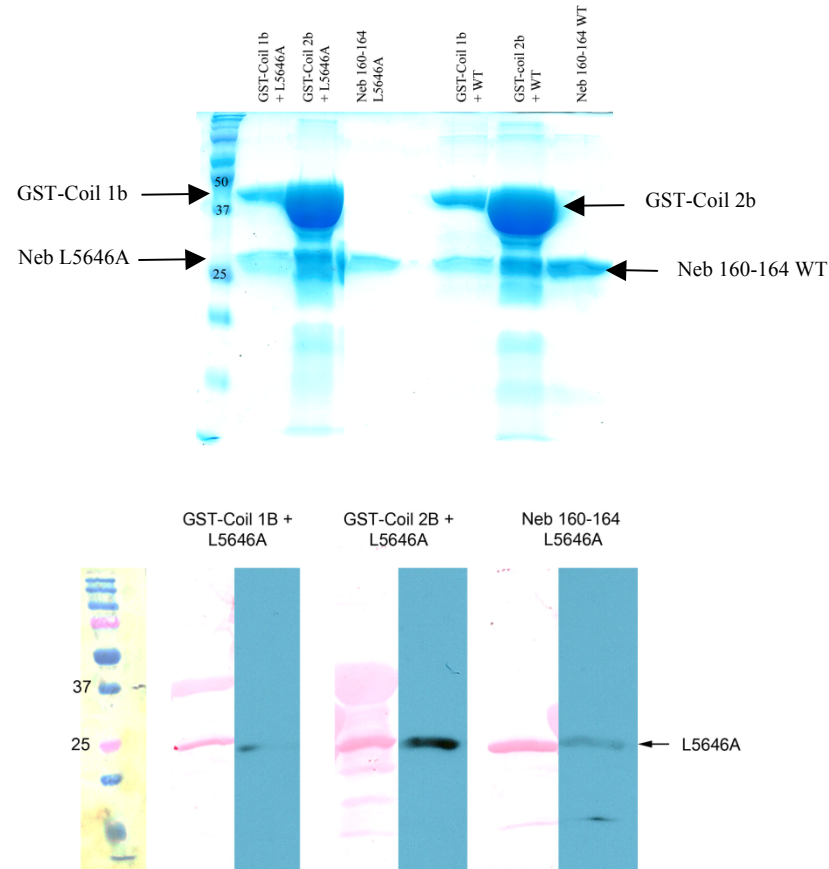 GST-Coil 1b
+ L5646A
GST-Coil 2b
+ L5646A
Neb 160-164
L5646A
GST-Coil 1b
+ WT
GST-coil 2b
+ WT
Neb 160-164 WT
50
GST-Coil 1b
37
GST-Coil 2b
Neb L5646A
25
Neb 160-164 WT
GST-Coil 1B +
L5646A
GST-Coil 2B +
L5646A
Neb 160-164
L5646A
37
25
L5646A